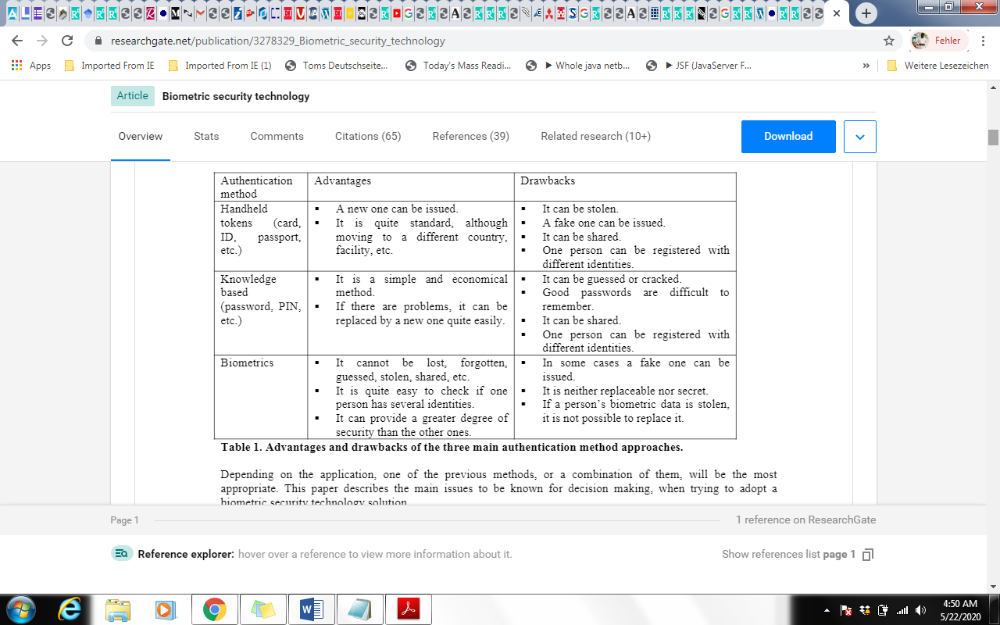 researchgate.net/publication/3278329_Biometric_security_technology
Fehler
Apps
Imported From IE
Imported From IE (1)
Toms Deutschseite...
Today's Mass Readi...
Whole java netb...
JSF (JavaServer F...
»
Weitere Lesezeichen
Article
Biometric security technology
Overview
Stats
Comments
Citations (65)
References (39)
Related research (10+)
Download
Authentication
method
Advantages
Drawbacks
Handheld
tokens (card,
ID, passport,
etc.)
▪ A new one can be issued.
▪ It is quite standard, although
moving to a different country,
facility, etc.
▪ It can be stolen.
▪ A fake one can be issued.
▪ It can be shared.
▪ One person can be registered with
different identities.
Knowledge
based
(password, PIN,
etc.)
▪ It is a simple and economical
method.
▪ If there are problems, it can be
replaced by a new one quite easily.
▪ It can be guessed or cracked.
▪ Good passwords are difficult to
remember.
▪ It can be shared.
▪ One person can be registered with
different identities.
Biometrics
▪ It cannot be lost, forgotten,
guessed, stolen, shared, etc.
▪ It is quite easy to check if one
person has several identities.
▪ It can provide a greater degree of
security than the other ones.
▪ In some cases a fake one can be
issued.
▪ It is neither replaceable nor secret.
▪ If a person's biometric data is stolen,
it is not possible to replace it.
Table 1. Advantages and drawbacks of the three main authentication method approaches.
Depending on the application, one of the previous methods, or a combination of them, will be the most
appropriate. This paper describes the main issues to be known for decision making, when trying to adopt a
biometric security technology solution.
Page 1
1 reference on ResearchGate
Reference explorer: hover over a reference to view more information about it.
Show references list page 1
4:50 AM
5/22/2020